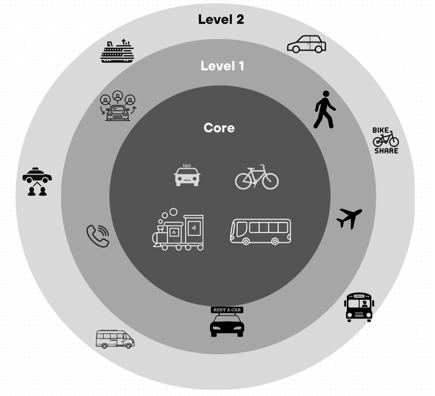 Level 2
Level 1
Core
TAXI
BIKE
SHARE
RENT A CAR